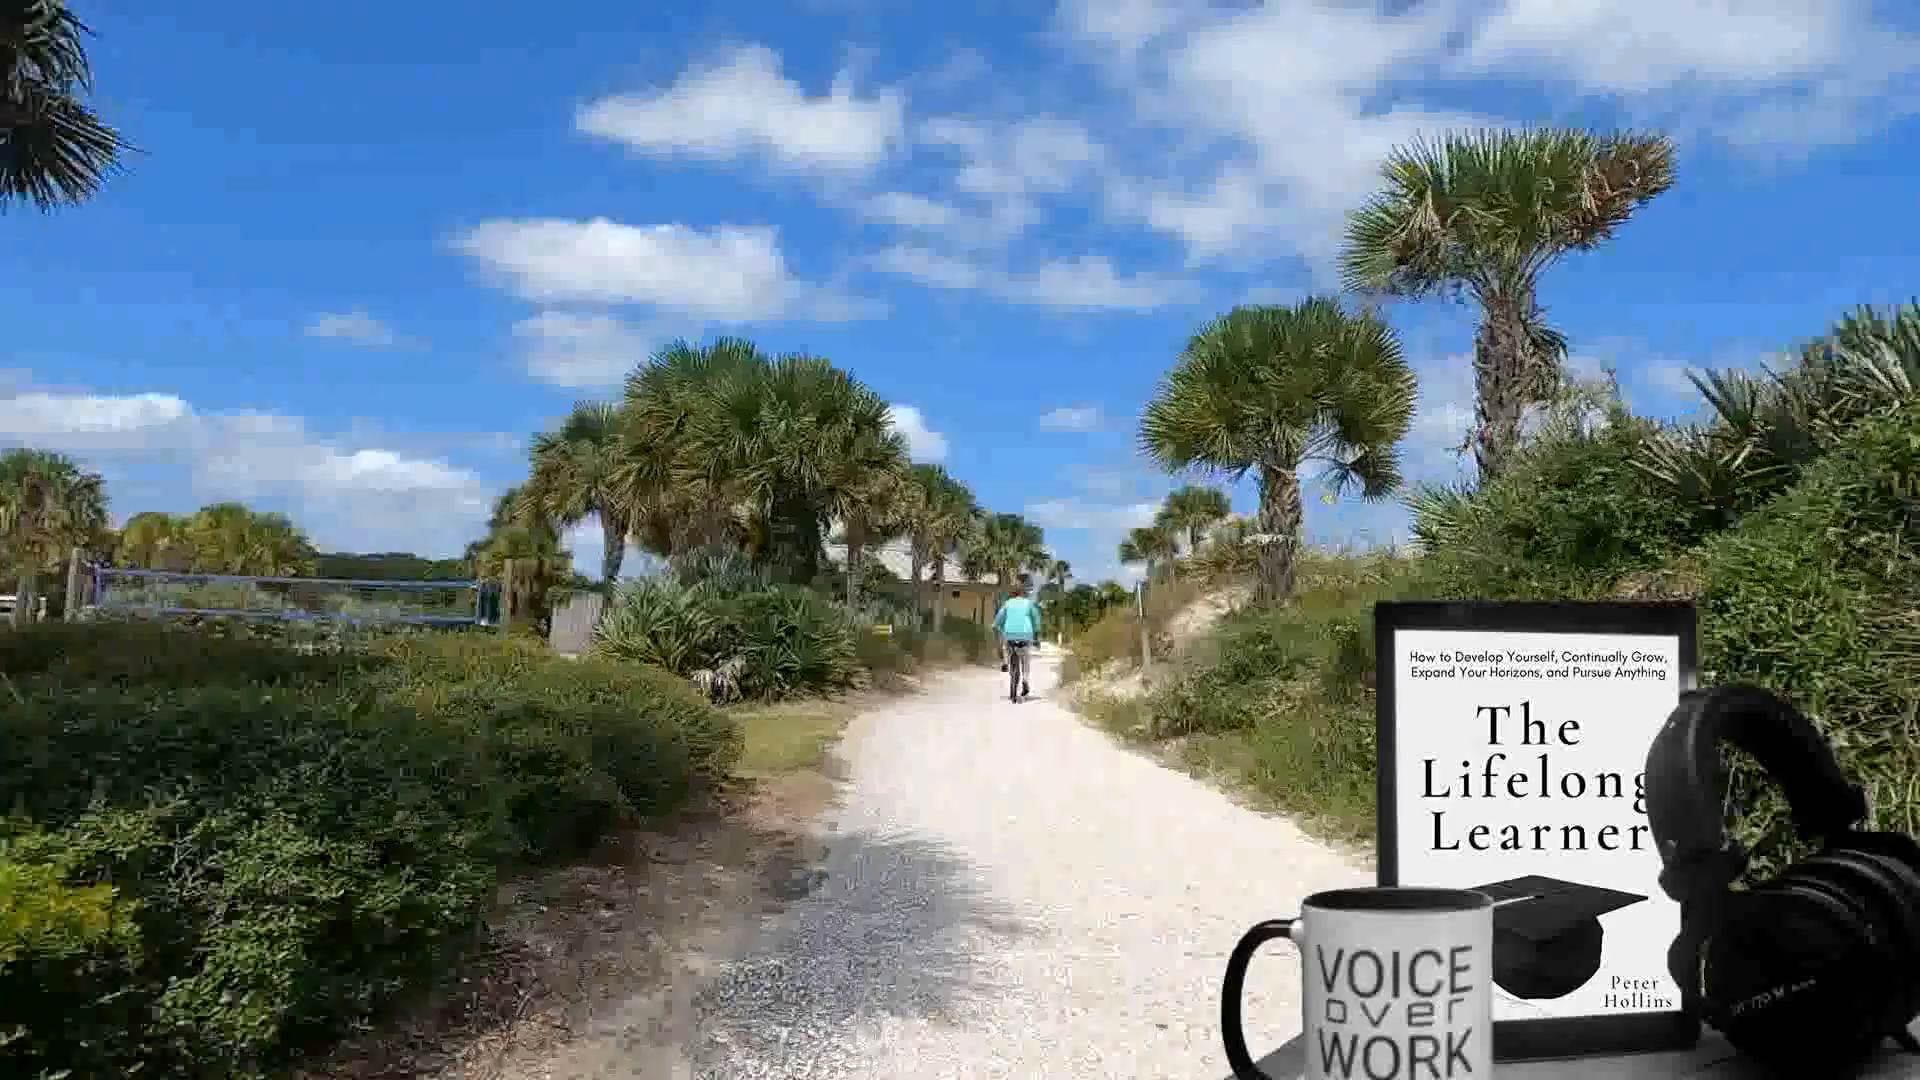 How to Develop Yourself, Continually Grow,
Expand Your Horizons, and Pursue Anything
The
Lifelong
Learner
Peter
Hollins
VOICE
over
WORK